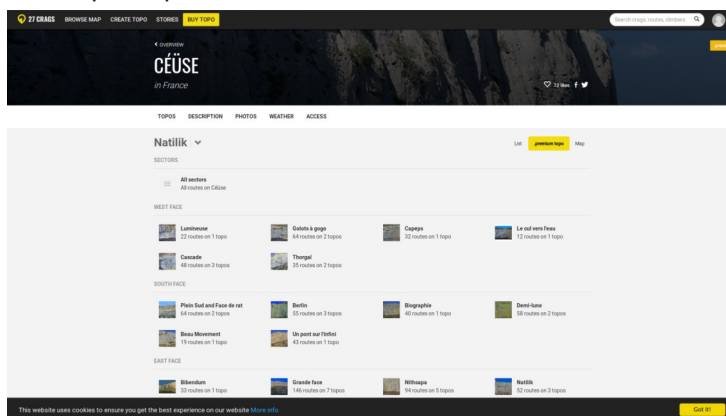 27 CRAGS BROWSE MAP CREATE TOPO STORIES BUY TOPO Search crags, routes, climbers
OVERVIEW
CÉÜSE
in France
72 likes
TOPOS DESCRIPTION PHOTOS WEATHER ACCESS
Natilik List premium topo Map
SECTORS
All sectors
All routes on Céüse
WEST FACE
Lumineuse Golots à gogo Capeps Le cul vers l'eau
22 routes on 1 topo 64 routes on 2 topos 32 routes on 1 topo 12 routes on 1 topo
Cascade Thorgal
48 routes on 3 topos 35 routes on 2 topos
SOUTH FACE
Plein Sud and Face de rat Berlin Biographie Demi-lune
64 routes on 2 topos 55 routes on 3 topos 40 routes on 1 topo 58 routes on 2 topos
Beau Movement Un pont sur l'infini
19 routes on 1 topo 43 routes on 1 topo
EAST FACE
Bibendum Grande face Nithsapa Natilik
33 routes on 1 topo 146 routes on 7 topos 94 routes on 5 topos 52 routes on 3 topos
This website uses cookies to ensure you get the best experience on our website More info Got it!